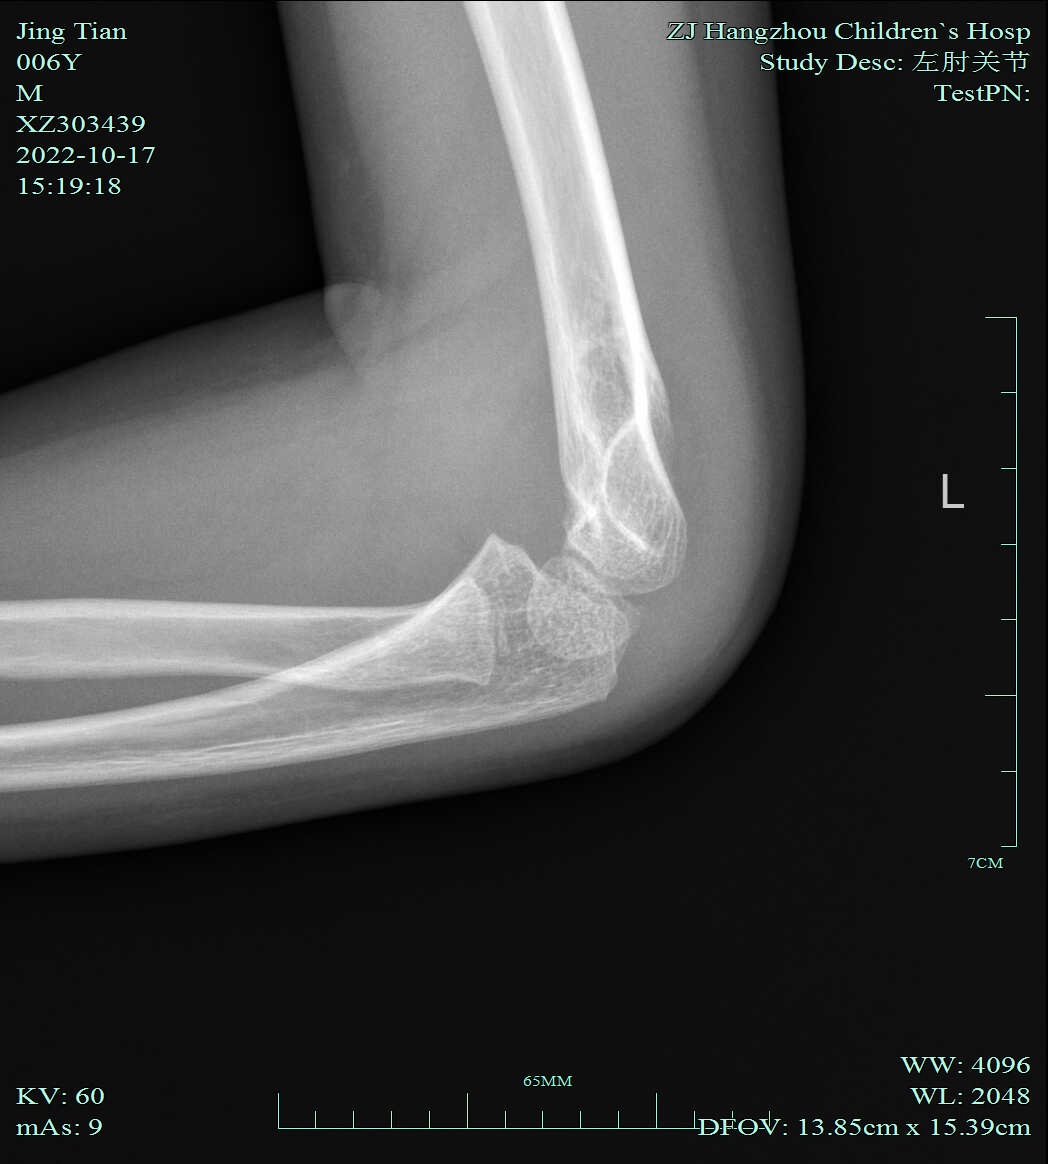 Jing Tian
006Y
M
XZ303439
2022-10-17
15:19:18
ZJ Hangzhou Children`s Hosp
Study Desc: 左肘关节
TestPN:
L
7CM
65MM
KV: 60
mAs: 9
WW: 4096
WL: 2048
DFOV: 13.85cm x 15.39cm